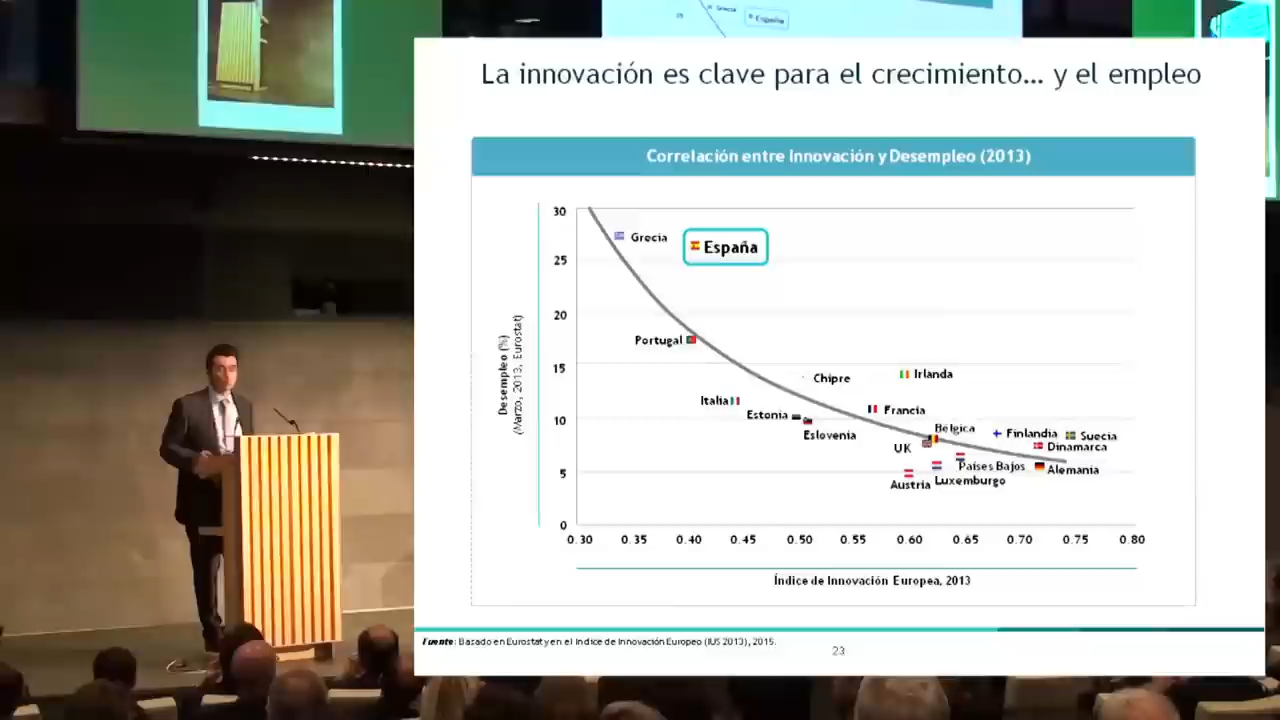 Grecia
España
La innovación es clave para el crecimiento... y el empleo
Correlación entre Innovación y Desempleo (2013)
30
25
20
15
10
5
0
Desempleo (%)
(Marzo, 2013, Eurostat)
Grecia
España
Portugal
Chipre
Irlanda
Italia
Estonia
Francia
Eslovenia
Bélgica
Finlandia
Suecia
UK
Dinamarca
Países Bajos
Alemania
Austria
Luxemburgo
0.30 0.35 0.40 0.45 0.50 0.55 0.60 0.65 0.70 0.75 0.80
Índice de Innovación Europea, 2013
Fuente: Basado en Eurostat y en el Indice de Innovación Europeo (IUS 2013), 2015.
23